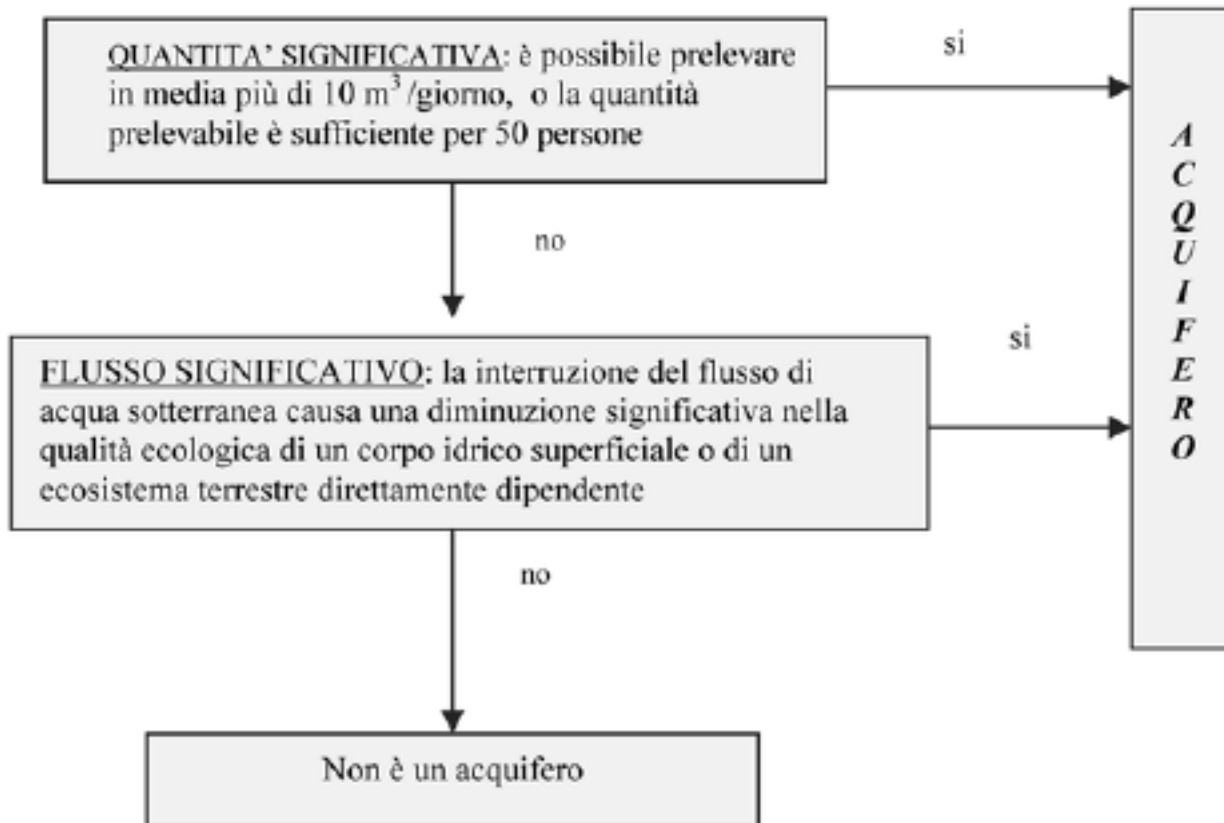 QUANTITA' SIGNIFICATIVA: è possibile prelevare
in media più di 10 m³/giorno, o la quantità
prelevabile è sufficiente per 50 persone
si
no
FLUSSO SIGNIFICATIVO: la interruzione del flusso di
acqua sotterranea causa una diminuzione significativa nella
qualità ecologica di un corpo idrico superficiale o di un
ecosistema terrestre direttamente dipendente
si
no
Non è un acquifero
ACQUIFERO